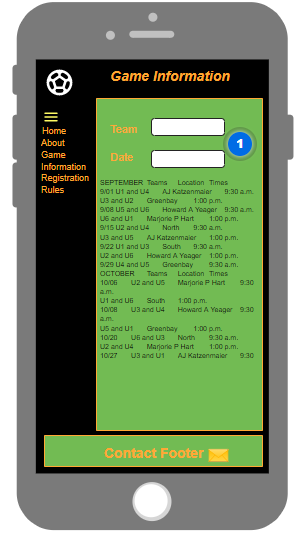 Game Information
Home
About
Game
Information
Registration
Rules
Team
Date
1
SEPTEMBER Teams Location Times
9/01 U1 and U4 AJ Katzenmaier 9:30 a.m.
U3 and U2 Greenbay 1:00 p.m.
9/08 U5 and U6 Howard A Yeager 9:30 a.m.
U6 and U1 Marjorie P Hart 1:00 p.m.
9/15 U2 and U4 North 9:30 a.m.
U3 and U5 AJ Katzenmaier 1:00 p.m.
9/22 U1 and U3 South 9:30 a.m.
U2 and U6 Howard A Yeager 1:00 p.m.
9/29 U4 and U5 Greenbay 9:30 a.m.
OCTOBER Teams Location Times
10/06 U2 and U5 Marjorie P Hart 9:30
a.m.
U1 and U6 South 1:00 p.m.
10/08 U3 and U4 Howard A Yeager 9:30
a.m.
U5 and U1 Greenbay 1:00 p.m.
10/20 U6 and U3 North 9:30 a.m.
U2 and U4 Marjorie P Hart 1:00 p.m.
10/27 U3 and U1 AJ Katzenmaier 9:30
Contact Footer